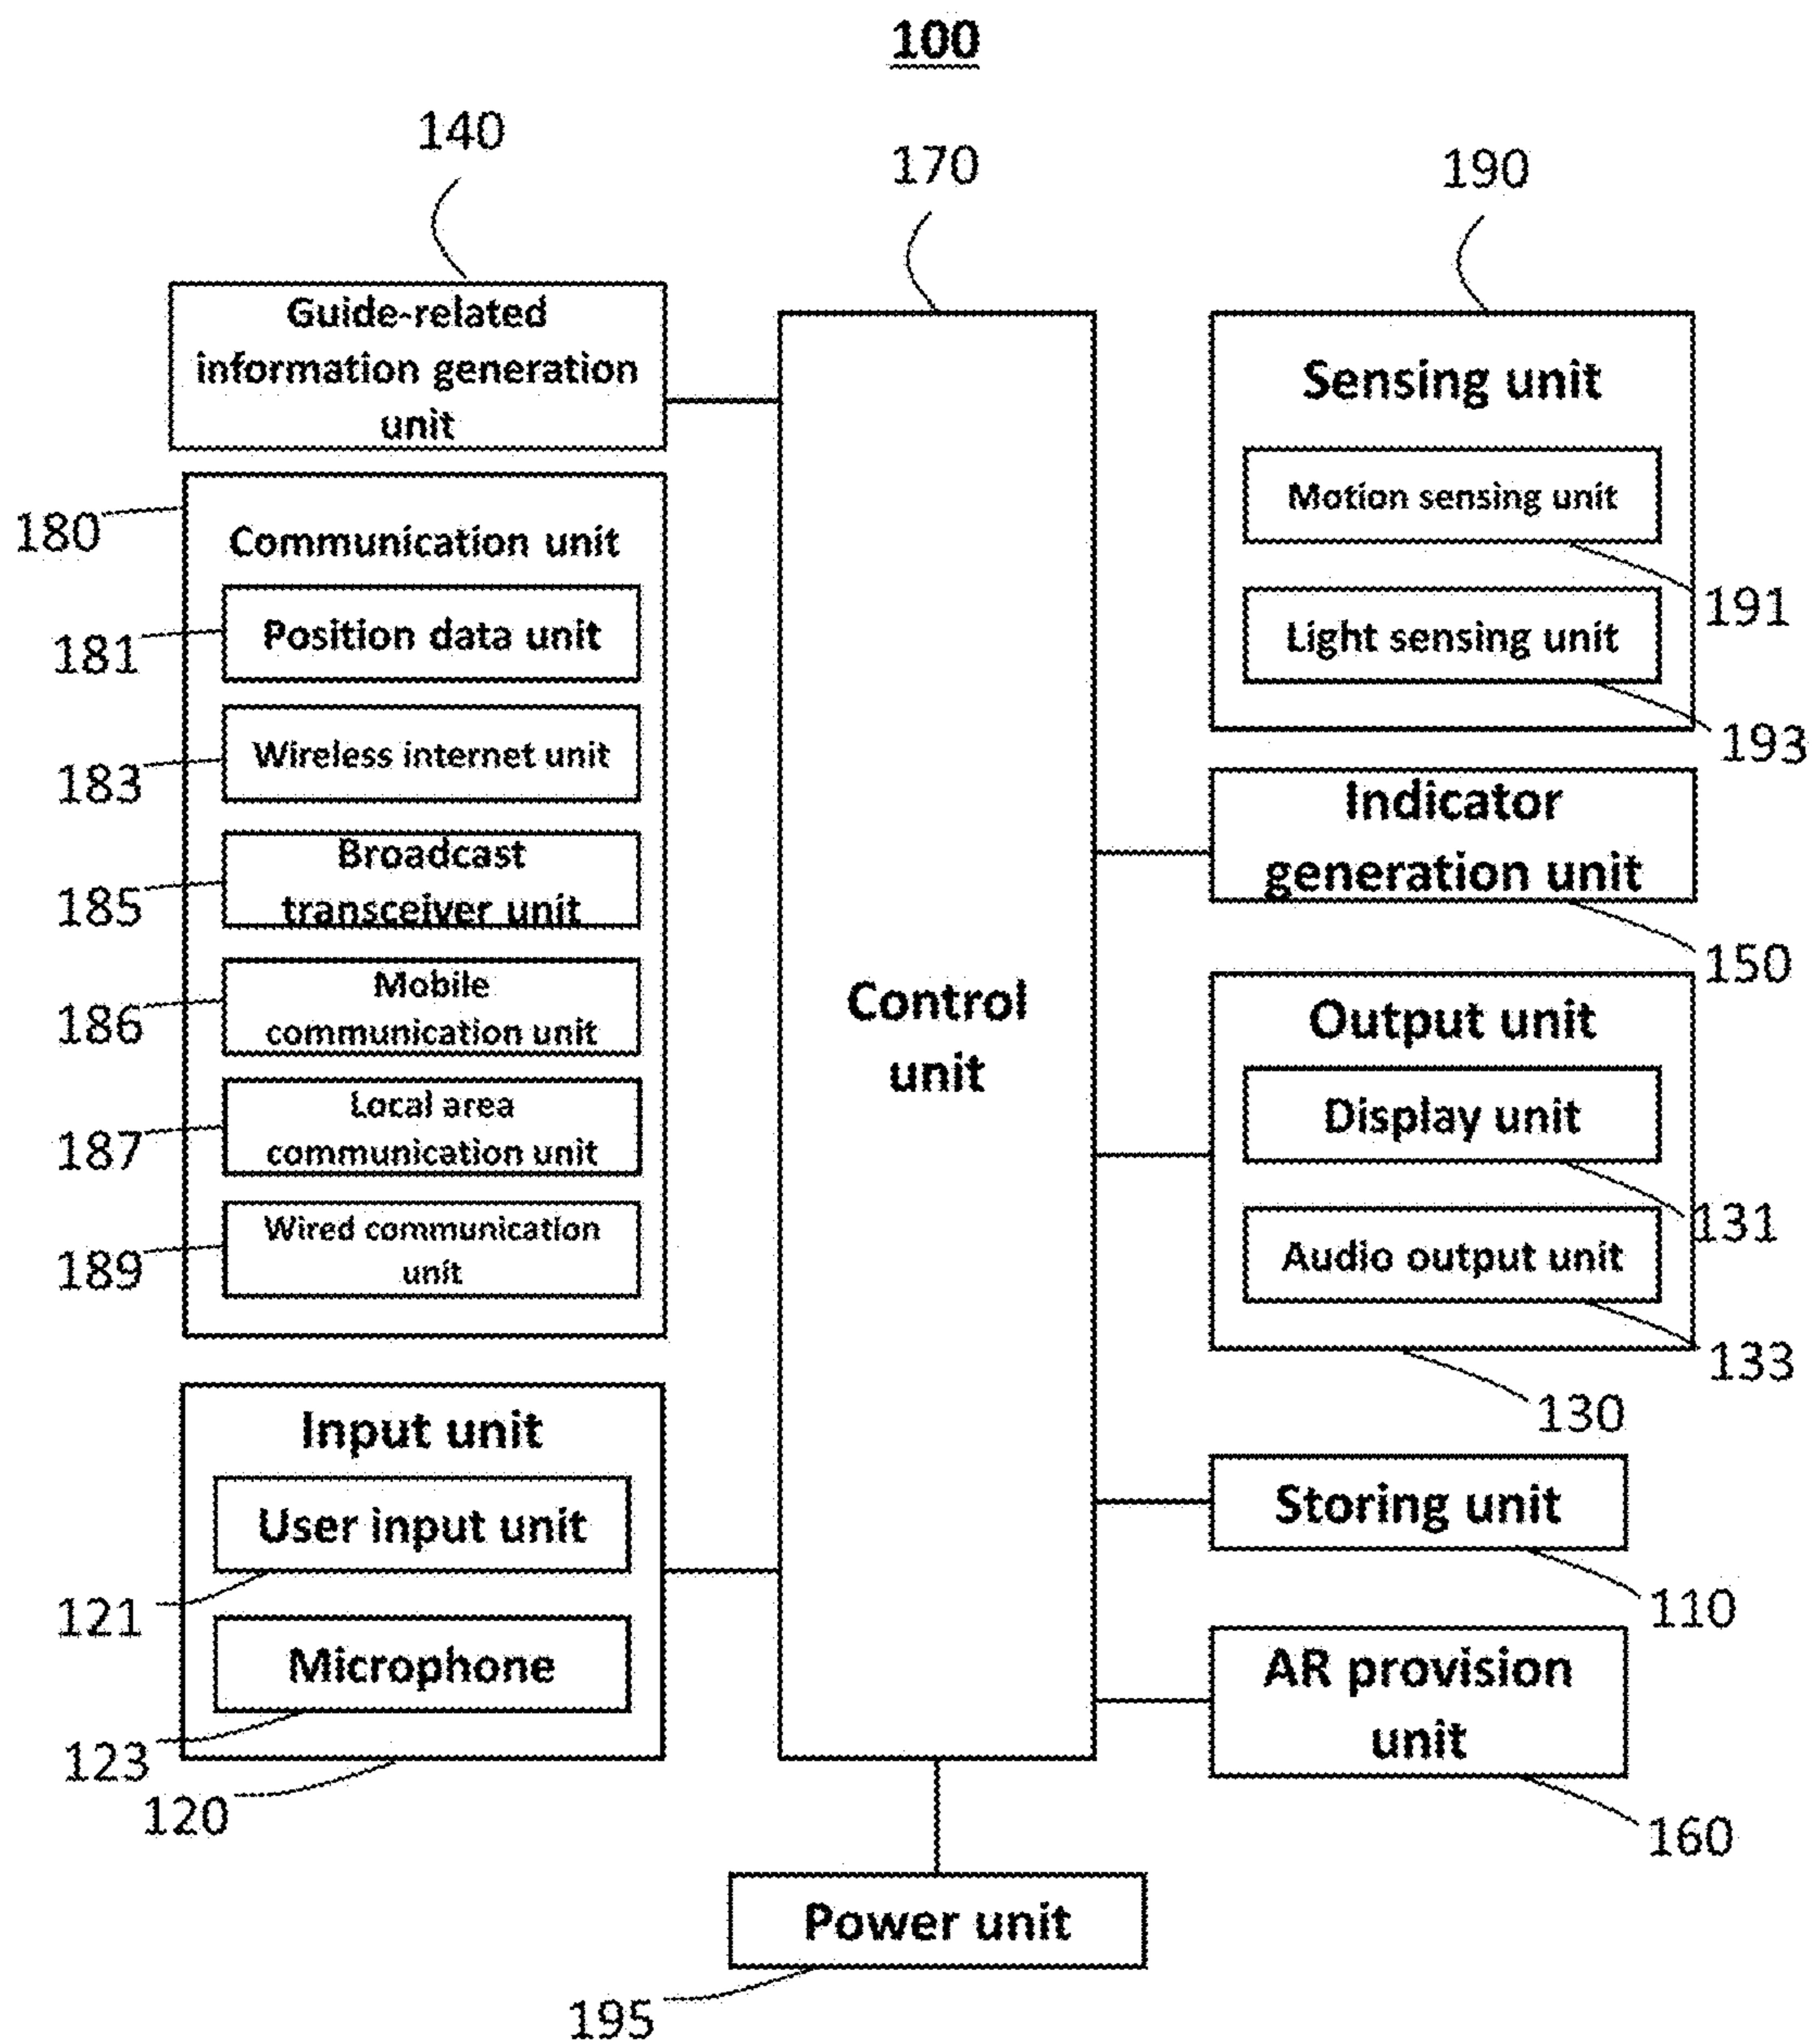 100
140
170
190
Guide-related
information generation
unit
Sensing unit
Motion sensing unit
191
Light sensing unit
193
180
Communication unit
181
Position data unit
183
Wireless internet unit
185
Broadcast
transceiver unit
186
Mobile
communication unit
187
Local area
communication unit
189
Wired communication
unit
Control
unit
Indicator
generation unit
150
Output unit
Display unit
131
Audio output unit
133
130
Input unit
User input unit
121
Microphone
123
120
Storing unit
110
AR provision
unit
160
Power unit
195